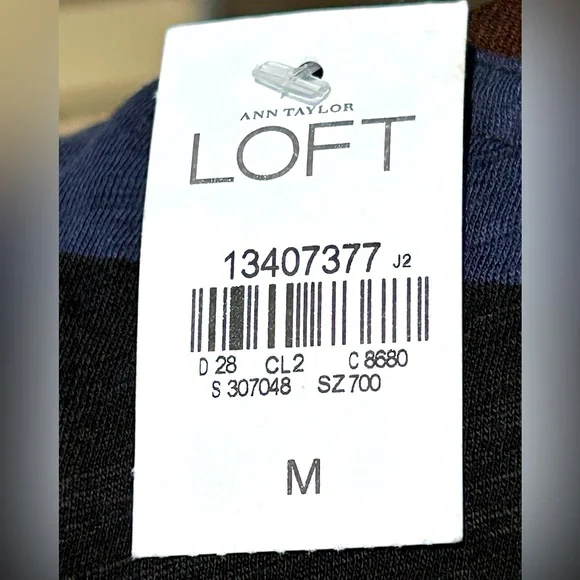 ANN TAYLOR
LOFT
13407377 J2
D 28 CL2 C 8680
S 307048 SZ 700
M